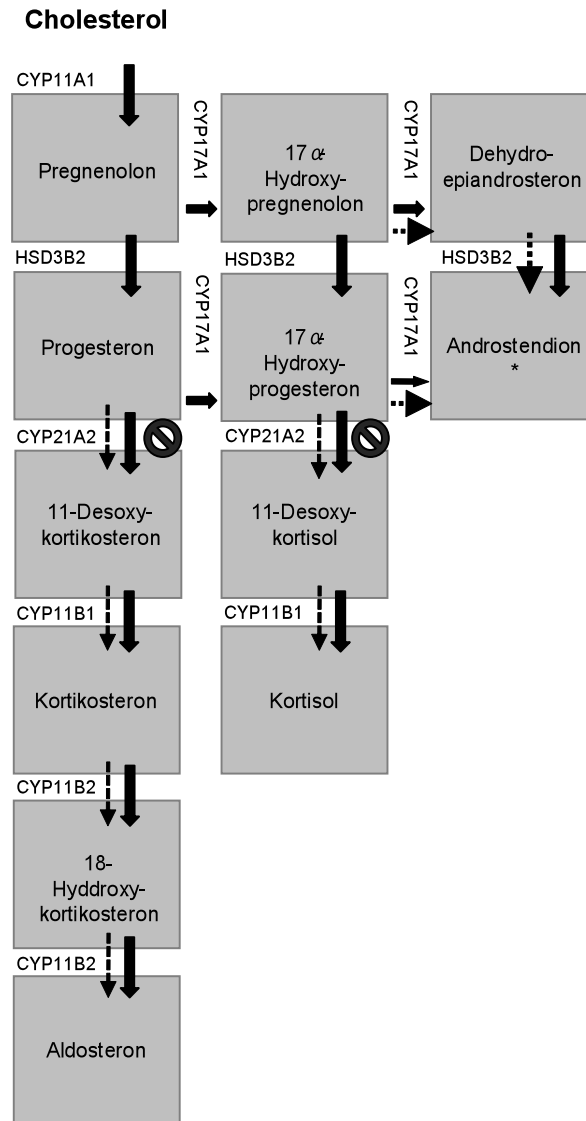 Cholesterol
CYP11A1
Pregnenolon
CYP17A1
17 α-
Hydroxy-
pregnenolon
CYP17A1
Dehydro-
epiandrosteron
HSD3B2
HSD3B2
HSD3B2
Progesteron
CYP17A1
17 α-
Hydroxy-
progesteron
CYP17A1
Androstendion
*
CYP21A2
CYP21A2
11-Desoxy-
kortikosteron
11-Desoxy-
kortisol
CYP11B1
CYP11B1
Kortikosteron
Kortisol
CYP11B2
18-
Hyddroxy-
kortikosteron
CYP11B2
Aldosteron